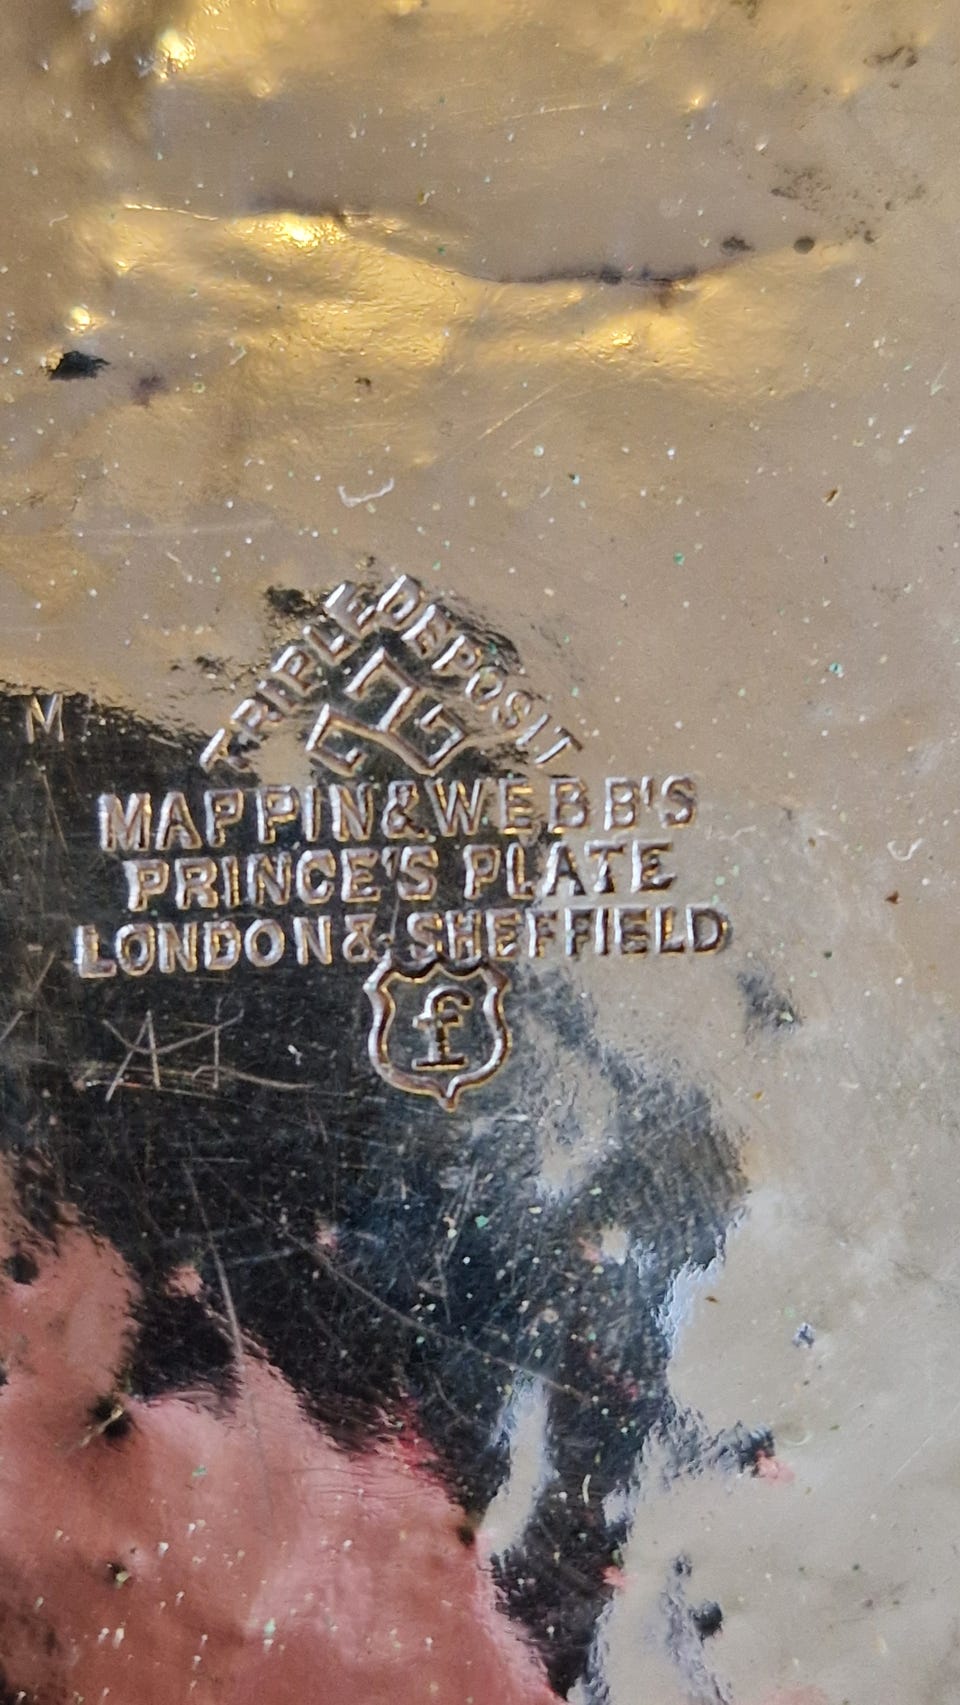 TRIPLE DEPOSIT
M
MAPPIN & WEBB'S
PRINCE'S PLATE
LONDON & SHEFFIELD
f